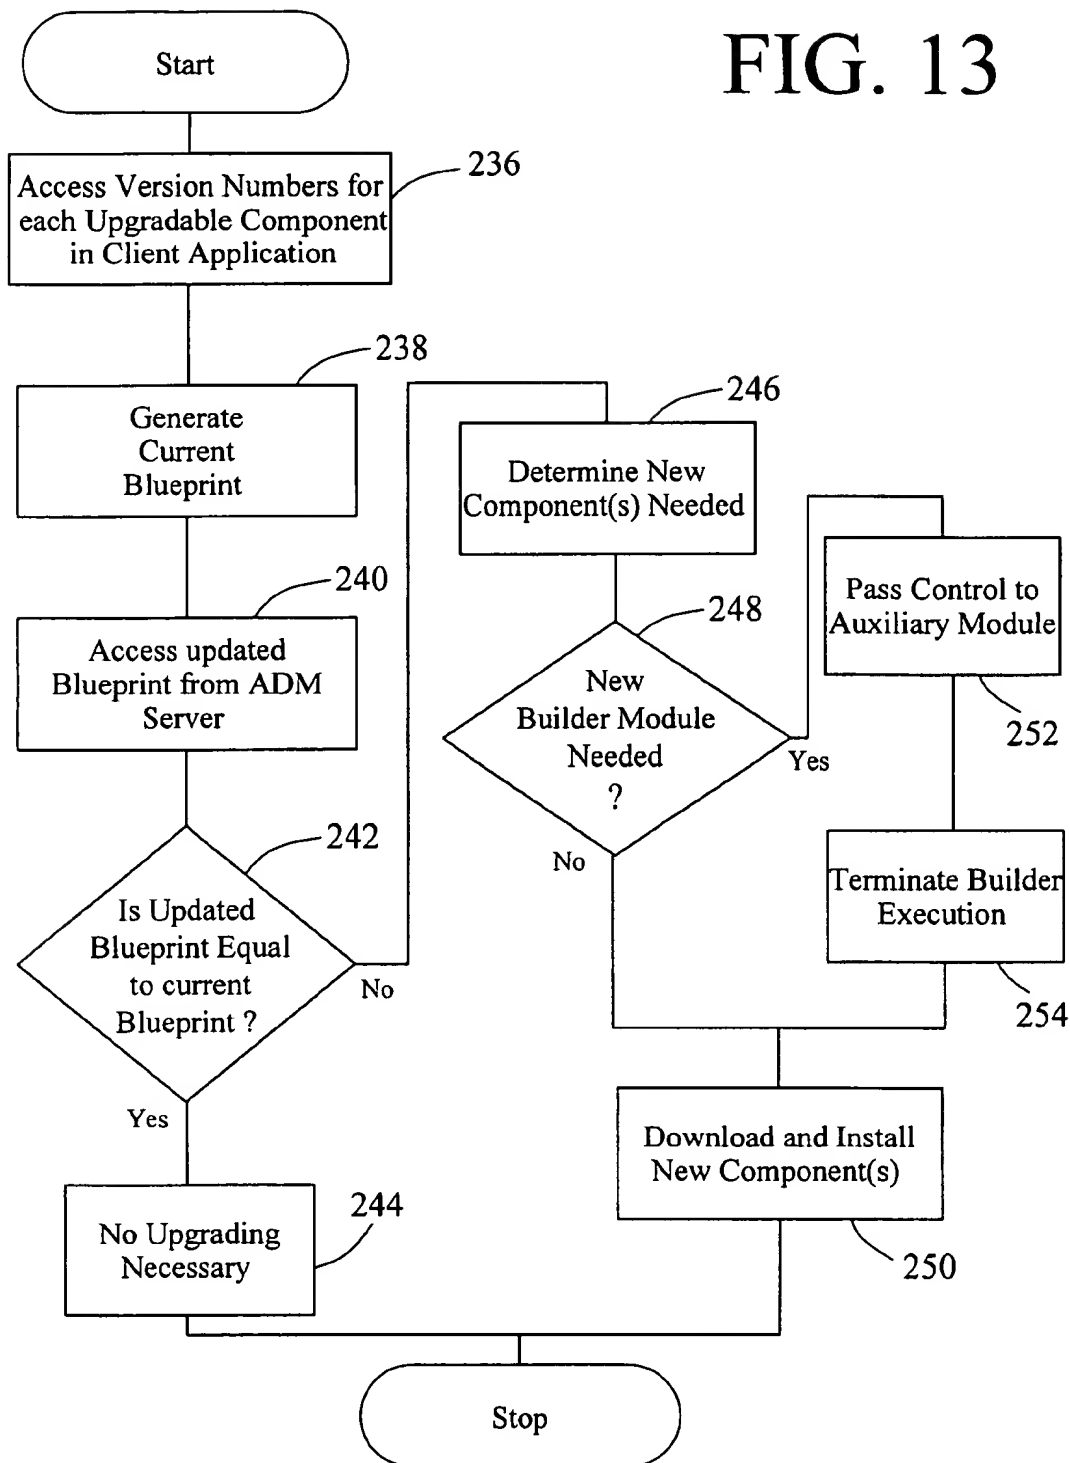 FIG. 13
Start
236
Access Version Numbers for
each Upgradable Component
in Client Application
238
Generate
Current
Blueprint
240
Access updated
Blueprint from ADM
Server
242
Is Updated
Blueprint Equal
to current
Blueprint ?
No
Yes
244
No Upgrading
Necessary
246
Determine New
Component(s) Needed
248
New
Builder Module
Needed
?
Yes
No
Pass Control to
Auxiliary Module
252
Terminate Builder
Execution
254
Download and Install
New Component(s)
250
Stop